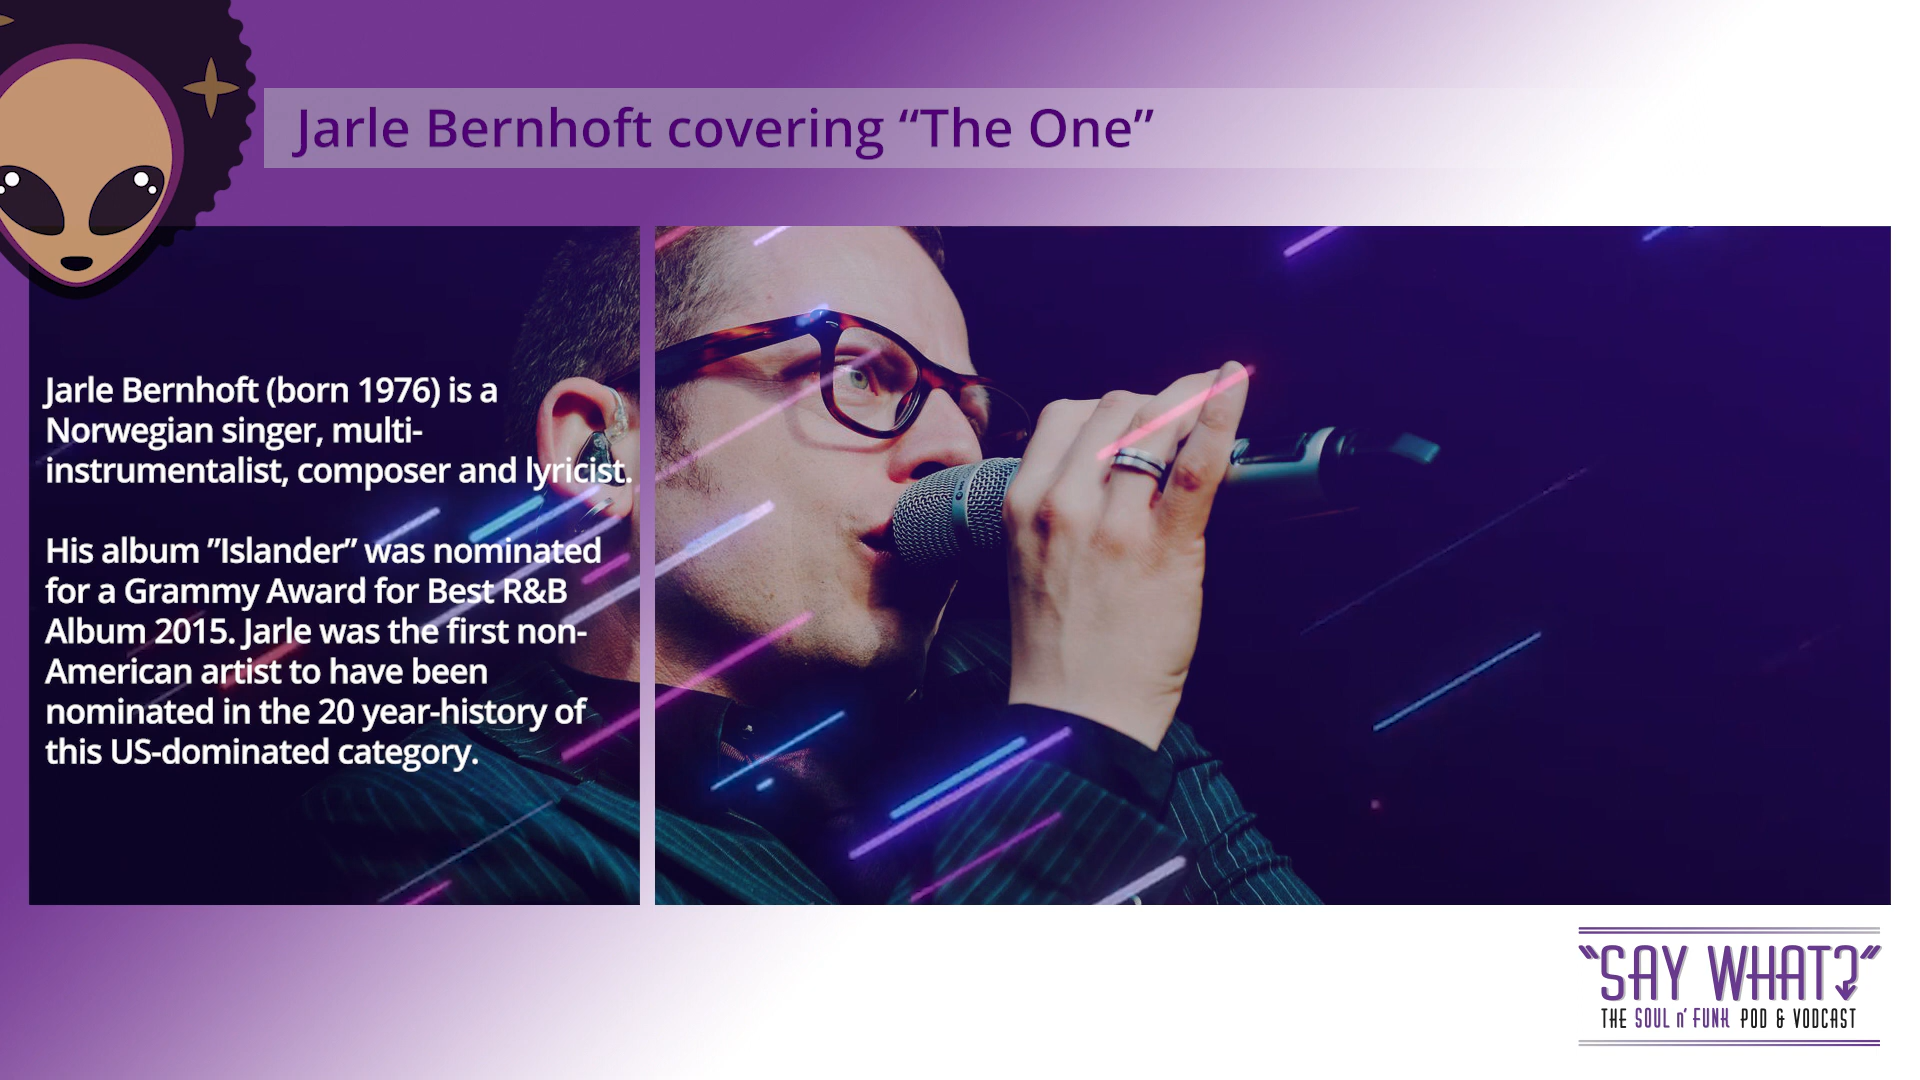 Jarle Bernhoft covering “The One”
Jarle Bernhoft (born 1976) is a
Norwegian singer, multi-
instrumentalist, composer and lyricist.
His album ”Islander” was nominated
for a Grammy Award for Best R&B
Album 2015. Jarle was the first non-
American artist to have been
nominated in the 20 year-history of
this US-dominated category.
“SAY WHAT?”
THE SOUL n’ FUNK POD & VODCAST